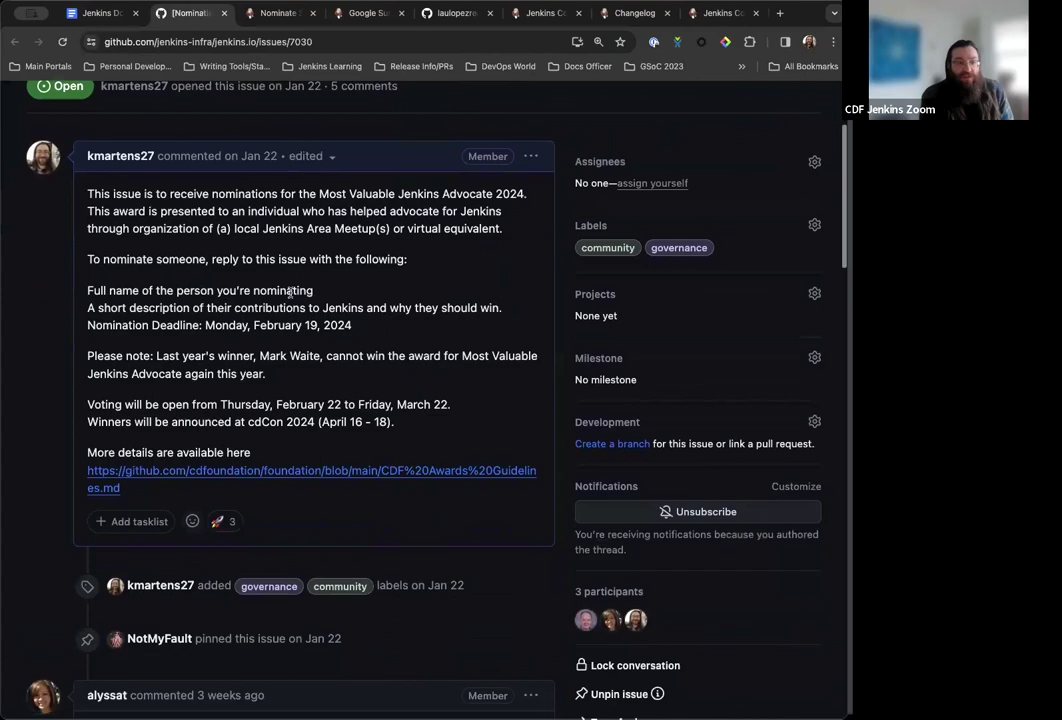 Jenkins Do
[Nominati
Nominate S
Google Sum
laulopezre
Jenkins Co
Changelog
Jenkins Co
github.com/jenkins-infra/jenkins.io/issues/7030
Main Portals
Personal Develop...
Writing Tools/Sta...
Jenkins Learning
Release Info/PRs
DevOps World
Docs Officer
GSoC 2023
All Bookmarks
CDF Jenkins Zoom
Open
kmartens27 opened this issue on Jan 22 · 5 comments
kmartens27 commented on Jan 22 • edited
Member
This issue is to receive nominations for the Most Valuable Jenkins Advocate 2024.
This award is presented to an individual who has helped advocate for Jenkins
through organization of (a) local Jenkins Area Meetup(s) or virtual equivalent.
To nominate someone, reply to this issue with the following:
Full name of the person you're nominating
A short description of their contributions to Jenkins and why they should win.
Nomination Deadline: Monday, February 19, 2024
Please note: Last year's winner, Mark Waite, cannot win the award for Most Valuable
Jenkins Advocate again this year.
Voting will be open from Thursday, February 22 to Friday, March 22.
Winners will be announced at cdCon 2024 (April 16 - 18).
More details are available here
https://github.com/cdfoundation/foundation/blob/main/CDF%20Awards%20Guidelin
es.md
Add tasklist
3
kmartens27 added governance community labels on Jan 22
NotMyFault pinned this issue on Jan 22
alyssat commented 3 weeks ago
Member
Assignees
No one—assign yourself
Labels
community governance
Projects
None yet
Milestone
No milestone
Development
Create a branch for this issue or link a pull request.
Notifications
Customize
Unsubscribe
You're receiving notifications because you authored
the thread.
3 participants
Lock conversation
Unpin issue